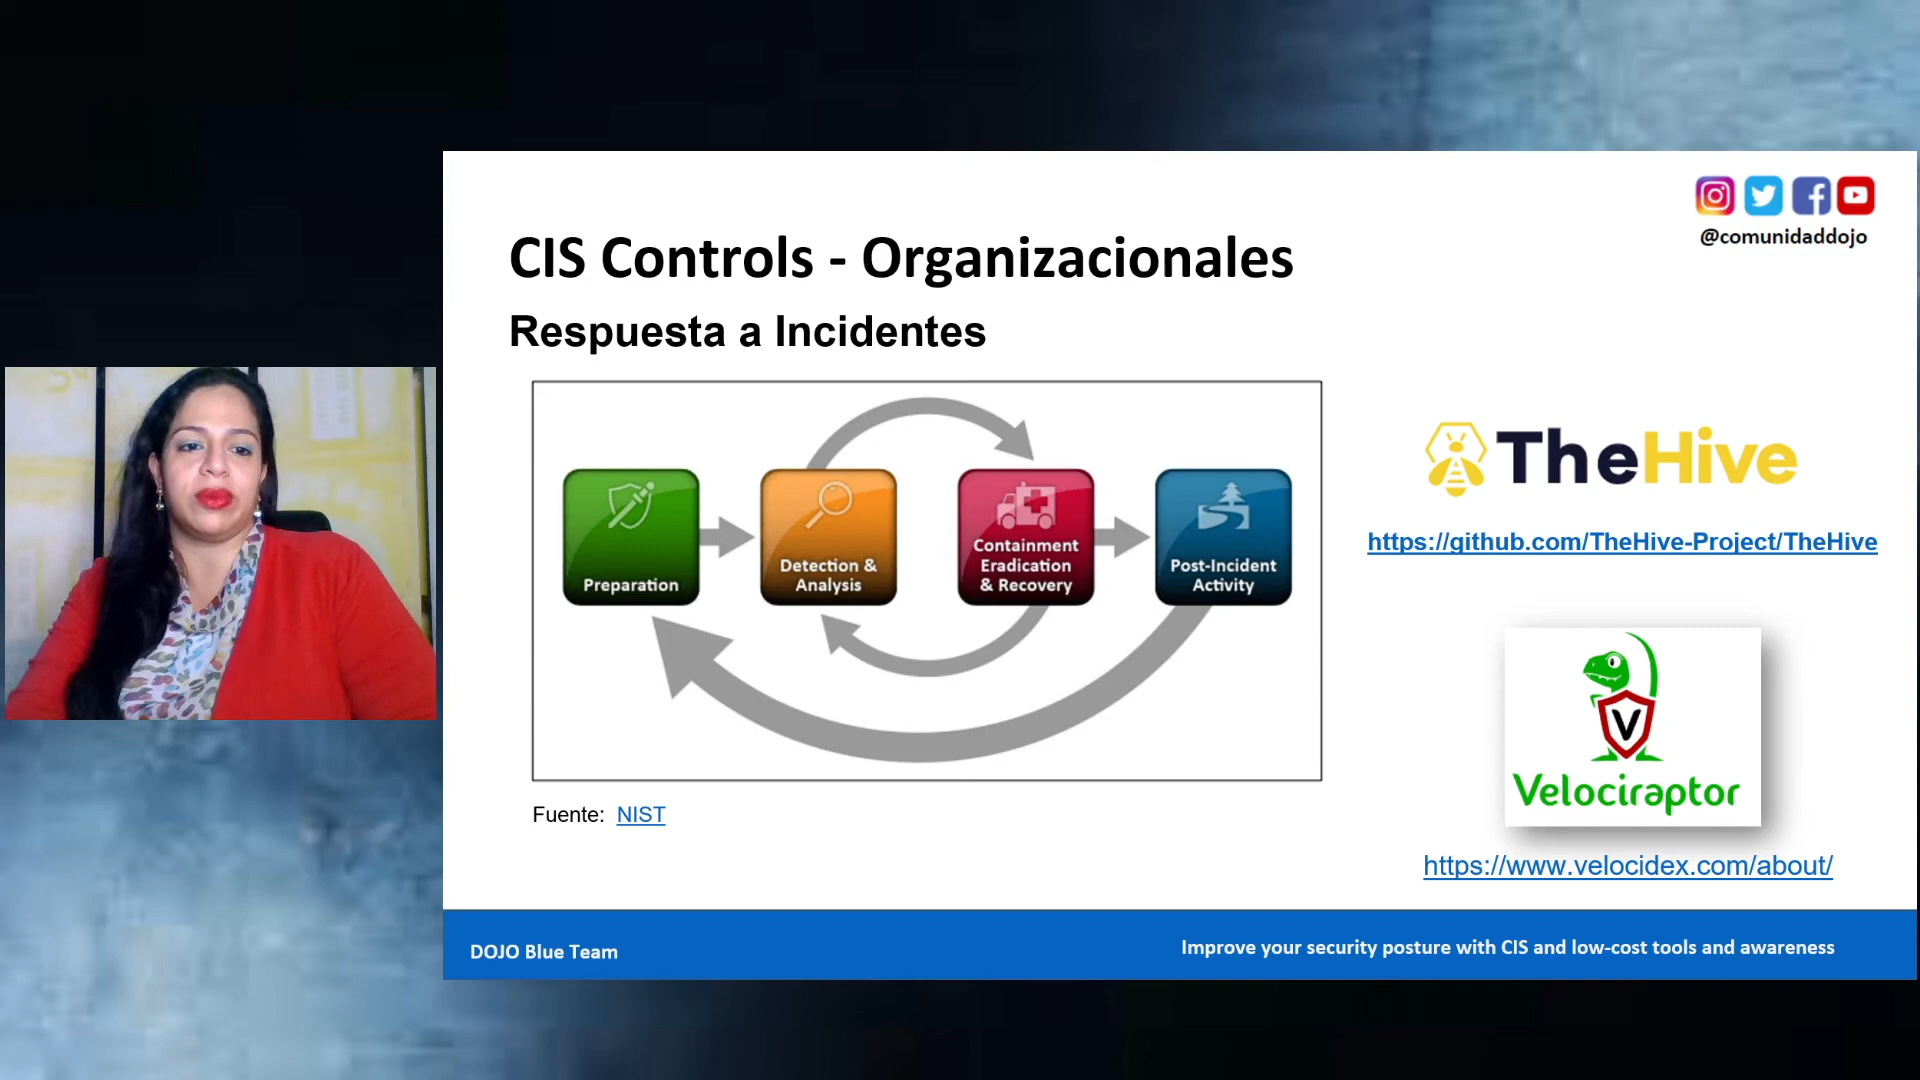 @comunidaddojo
CIS Controls - Organizacionales
Respuesta a Incidentes
Preparation
Detection &
Analysis
Containment
Eradication
& Recovery
Post-Incident
Activity
Fuente: NIST
TheHive
https://github.com/TheHive-Project/TheHive
V
Velociraptor
https://www.velocidex.com/about/
DOJO Blue Team
Improve your security posture with CIS and low-cost tools and awareness